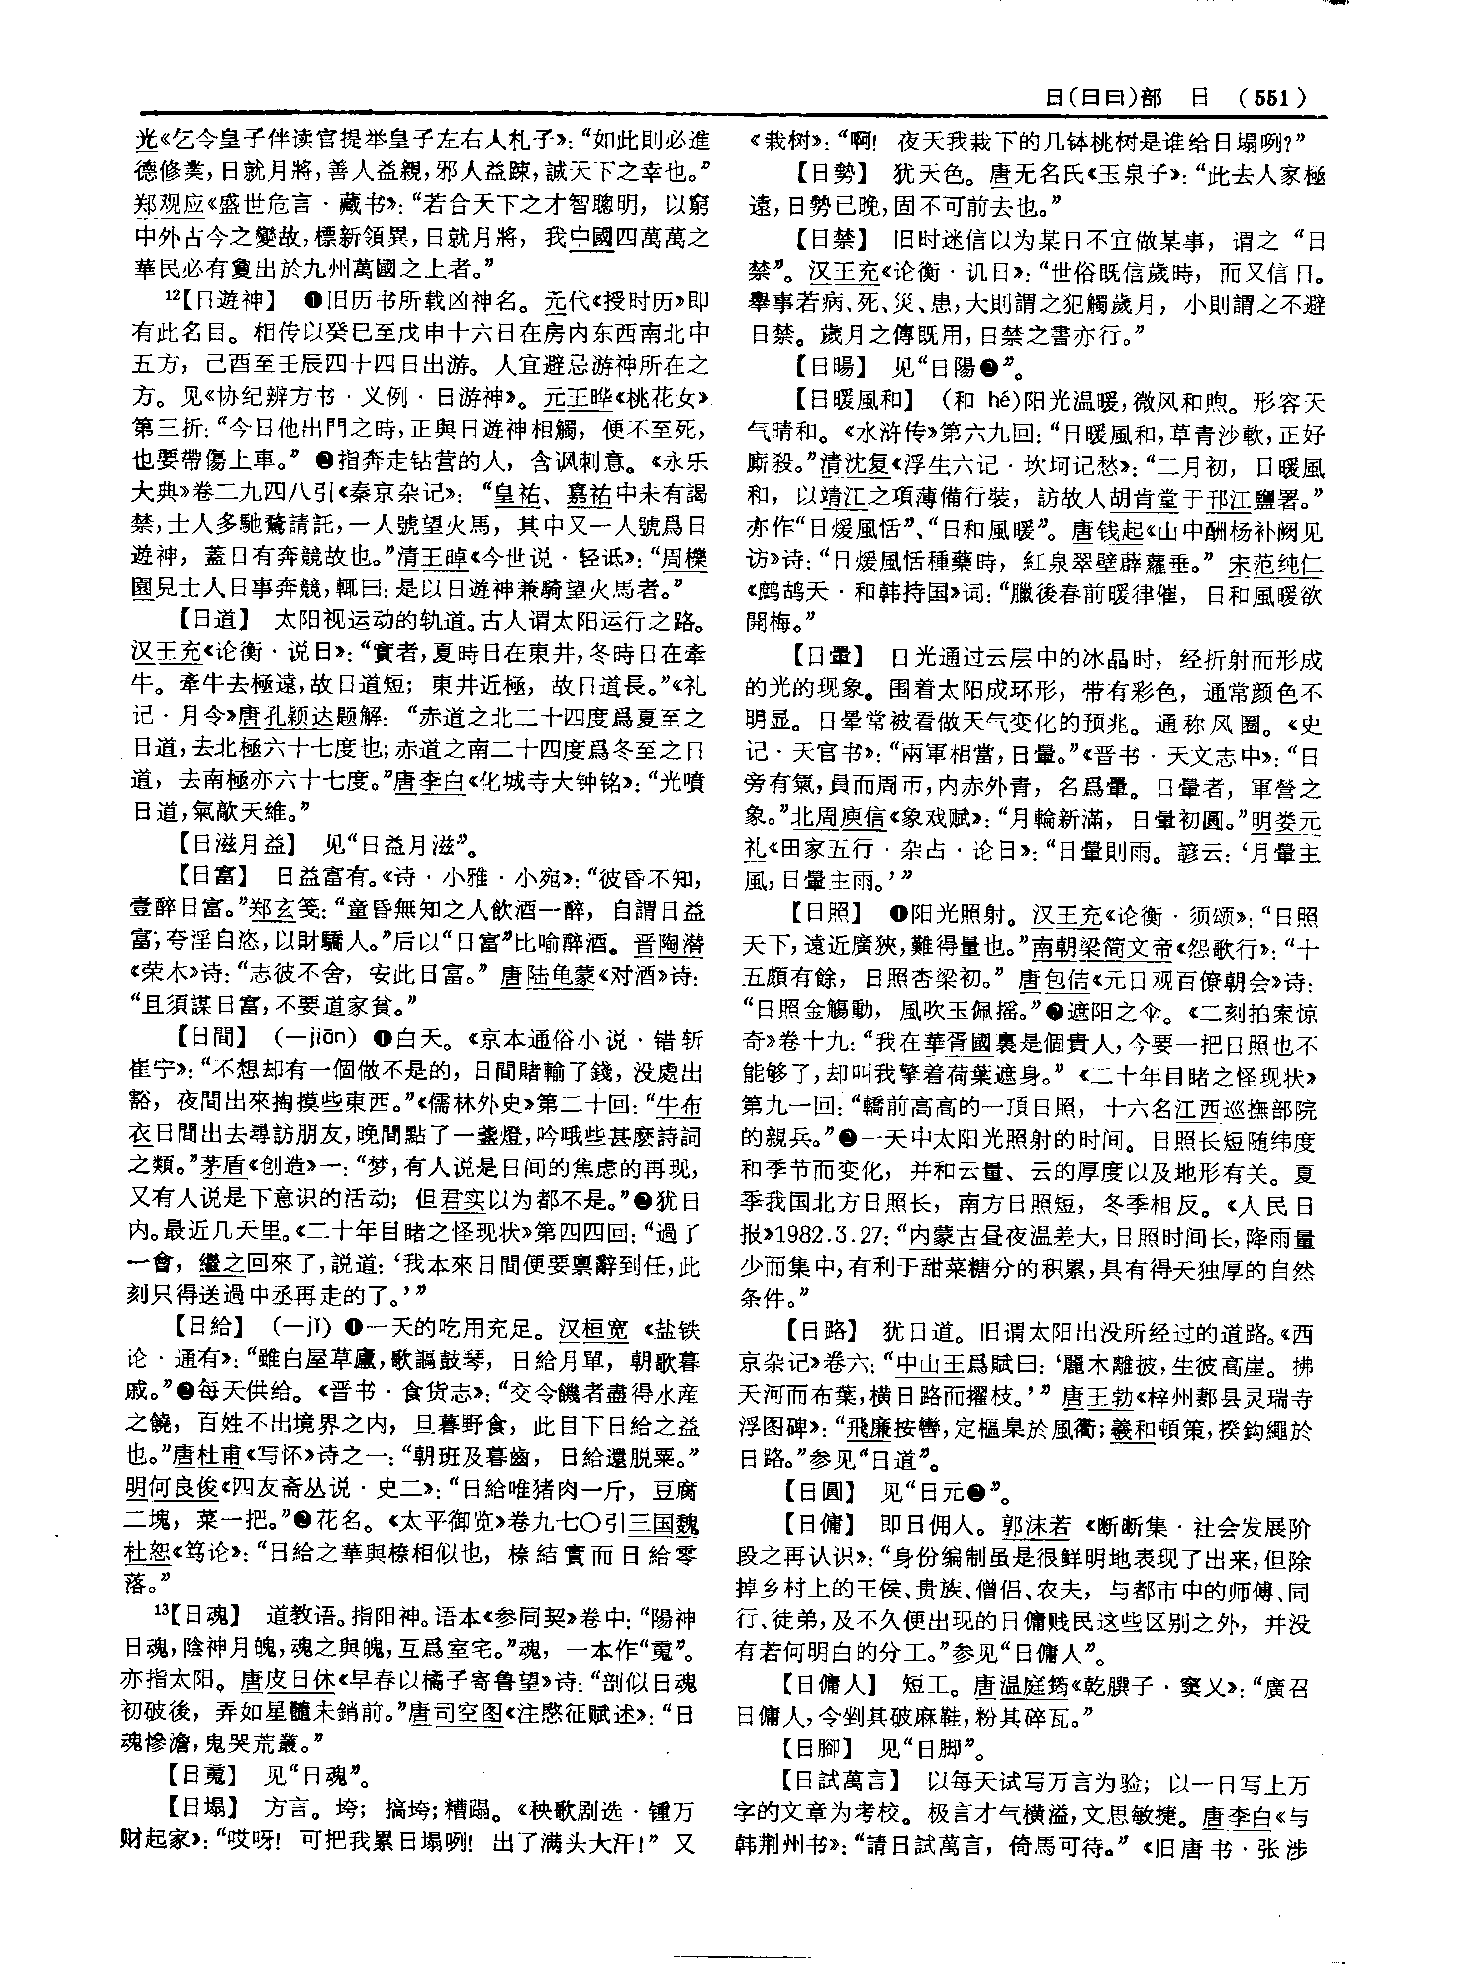 日(日曰)部　日　(551)
光《乞令皇子伴读官提举皇子左右人札子》:“如此則必進
德修業,日就月將,善人益親,邪人益踈,誠天下之幸也。”
郑观应《盛世危言·藏书》:“若合天下之才智聰明，以窮
中外古今之變故,標新領異,日就月將，我中國四萬萬之
華民必有敻出於九州萬國之上者。”
12【日遊神】　❶旧历书所载凶神名。元代《授时历》即
有此名目。相传以癸巳至戊申十六日在房内东西南北中
五方，己酉至壬辰四十四日出游。人宜避忌游神所在之
方。见《协纪辨方书·义例·日游神》。元王晔《桃花女》
第三折:“今日他出門之時,正與日遊神相觸，便不至死，
也要帶傷上車。”❷指奔走钻营的人，含讽刺意。《永乐
大典》卷二九四八引《秦京杂记》：“皇祐、嘉祐中未有謁
禁,士人多馳騖請託,一人號望火馬，其中又一人號爲日
遊神，蓋日有奔競故也。”清王晫《今世说·轻诋》:“周櫟
園見士人日事奔競,輒曰:是以日遊神兼騎望火馬者。”
【日道】　太阳视运动的轨道。古人谓太阳运行之路。
汉王充《论衡·说日》:“實者,夏時日在東井,冬時日在牽
牛。牽牛去極遠,故日道短；東井近極，故日道長。”《礼
记·月令》唐孔颖达题解：“赤道之北二十四度爲夏至之
日道,去北極六十七度也;赤道之南二十四度爲冬至之日
道，去南極亦六十七度。”唐李白《化城寺大钟铭》:“光噴
日道,氣歊天維。”
【日滋月益】　见“日益月滋”。
【日富】　日益富有。《诗·小雅·小宛》:“彼昏不知，
壹醉日富。”郑玄笺:“童昏無知之人飲酒一醉，自謂日益
富,夸淫自恣,以財驕人。”后以“日富”比喻醉酒。晋陶潜
《荣木》诗:“志彼不舍，安此日富。”唐陆龟蒙《对酒》诗:
“且須謀日富,不要道家貧。”
【日間】　(一jiān)　❶白天。《京本通俗小说·错斩
崔宁》:“不想却有一個做不是的，日間賭輸了錢，没處出
豁，夜間出來掏摸些東西。”《儒林外史》第二十回:“牛布
衣日間出去尋訪朋友,晚間點了一盞燈,吟哦些甚麽詩詞
之類。”茅盾《创造》一:“梦,有人说是日间的焦虑的再现，
又有人说是下意识的活动；但君实以为都不是。”❷犹日
内。最近几天里。《二十年目睹之怪现状》第四四回:“過了
一會，繼之回來了,説道:‘我本來日間便要禀辭到任,此
刻只得送過中丞再走的了。’”
【日給】　(一jǐ)　❶一天的吃用充足。汉桓宽《盐铁
论·通有》:“雖白屋草廬,歌謳鼓琴，日給月單，朝歌暮
戚。”❷每天供给。《晋书·食货志》:“交令饑者盡得水産
之饒，百姓不出境界之内，旦暮野食，此目下日給之益
也。”唐杜甫《写怀》诗之一:“朝班及暮齒，日給還脱粟。”
明何良俊《四友斋丛说·史二》:“日給唯猪肉一斤，豆腐
二塊，菜一把。”❸花名。《太平御览》卷九七〇引三国魏
杜恕《笃论》:“日給之華與柰相似也，柰結實而日給零
落。”
13【日魂】　道教语。指阳神。语本《参同契》卷中:“陽神
日魂,陰神月魄,魂之與魄,互爲室宅。”魂，一本作“䰟”。
亦指太阳。唐皮日休《早春以橘子寄鲁望》诗:“剖似日魂
初破後，弄如星髓未銷前。”唐司空图《注愍征赋述》:“日
魂慘澹,鬼哭荒叢。”
【日䰟】　见“日魂”。
【日塌】　方言。垮；搞垮;糟蹋。《秧歌剧选·锺万
财起家》:“哎呀！可把我累日塌咧！出了满头大汗!”又
《栽树》:“啊！夜天我栽下的几钵桃树是谁给日塌咧?”
【日勢】　犹天色。唐无名氏《玉泉子》:“此去人家極
遠,日勢已晚,固不可前去也。”
【日禁】　旧时迷信以为某日不宜做某事，谓之“日
禁”。汉王充《论衡·讥日》:“世俗既信歲時，而又信日。
舉事若病、死、災、患,大則謂之犯觸歲月，小則謂之不避
日禁。歲月之傳既用,日禁之書亦行。”
【日暘】　见“日陽❷”。
【日暖風和】　(和 hé)阳光温暖,微风和煦。形容天
气晴和。《水浒传》第六九回:“日暖風和,草青沙軟,正好
廝殺。”清沈复《浮生六记·坎坷记愁》:“二月初，日暖風
和，以靖江之項薄備行裝，訪故人胡肯堂于邗江鹽署。”
亦作“日煖風恬”、“日和風暖”。唐钱起《山中酬杨补阙见
访》诗:“日煖風恬種藥時，紅泉翠壁薜蘿垂。”宋范纯仁
《鹧鸪天·和韩持国》词:“臘後春前暖律催，日和風暖欲
開梅。”
【日暈】　日光通过云层中的冰晶时，经折射而形成
的光的现象。围着太阳成环形，带有彩色，通常颜色不
明显。日晕常被看做天气变化的预兆。通称风圈。《史
记·天官书》:“兩軍相當,日暈。”《晋书·天文志中》:“日
旁有氣,員而周帀,内赤外青，名爲暈。日暈者，軍營之
象。”北周庾信《象戏赋》:“月輪新滿，日暈初圓。”明娄元
礼《田家五行·杂占·论日》:“日暈則雨。諺云:‘月暈主
風,日暈主雨。’”
【日照】　❶阳光照射。汉王充《论衡·须颂》:“日照
天下,遠近廣狹,難得量也。”南朝梁简文帝《怨歌行》:“十
五頗有餘，日照杏梁初。”唐包佶《元日观百僚朝会》诗:
“日照金觴動，風吹玉佩摇。”❷遮阳之伞。《二刻拍案惊
奇》卷十九:“我在華胥國裏是個貴人,今要一把日照也不
能够了,却叫我擎着荷葉遮身。”《二十年目睹之怪现状》
第九一回:“轎前高高的一頂日照，十六名江西巡撫部院
的親兵。”❸一天中太阳光照射的时间。日照长短随纬度
和季节而变化，并和云量、云的厚度以及地形有关。夏
季我国北方日照长，南方日照短，冬季相反。《人民日
报》1982.3.27:“内蒙古昼夜温差大,日照时间长,降雨量
少而集中,有利于甜菜糖分的积累,具有得天独厚的自然
条件。”
【日路】　犹日道。旧谓太阳出没所经过的道路。《西
京杂记》卷六:“中山王爲賦曰:‘麗木離披,生彼高崖。拂
天河而布葉,横日路而擢枝。’”唐王勃《梓州郪县灵瑞寺
浮图碑》:“飛廉按轡,定樞臬於風衢;羲和頓策,揆鈎繩於
日路。”参见“日道”。
【日圓】　见“日元❷”。
【日傭】　即日佣人。郭沫若《断断集·社会发展阶
段之再认识》:“身份编制虽是很鲜明地表现了出来,但除
掉乡村上的王侯、贵族、僧侣、农夫，与都市中的师傅、同
行、徒弟,及不久便出现的日傭贱民这些区别之外，并没
有若何明白的分工。”参见“日傭人”。
【日傭人】　短工。唐温庭筠《乾𦠆子·窦乂》:“廣召
日傭人,令剉其破麻鞋,粉其碎瓦。”
【日腳】　见“日脚”。
【日試萬言】　以每天试写万言为验；以一日写上万
字的文章为考校。极言才气横溢,文思敏捷。唐李白《与
韩荆州书》:“請日試萬言，倚馬可待。”《旧唐书·张涉